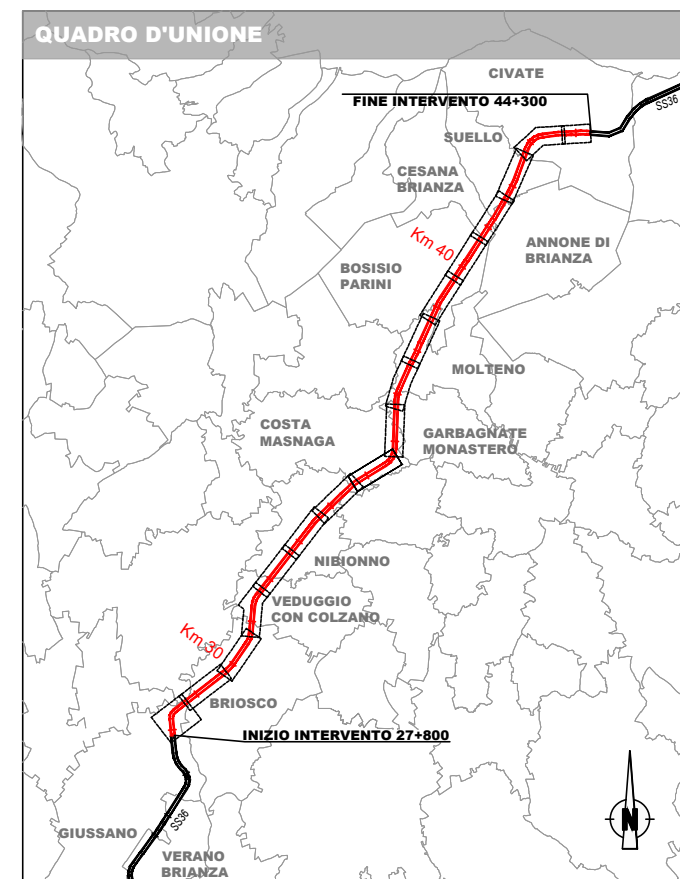 QUADRO D'UNIONE
CIVATE
FINE INTERVENTO 44+300
SS36
SUELLO
CESANA
BRIANZA
Km 40
ANNONE DI
BRIANZA
BOSISIO
PARINI
MOLTENO
COSTA
MASNAGA
GARBAGNATE
MONASTERO
NIBIONNO
VEDUGGIO
CON COLZANO
Km 30
BRIOSCO
INIZIO INTERVENTO 27+800
SS36
GIUSSANO
VERANO
BRIANZA
N